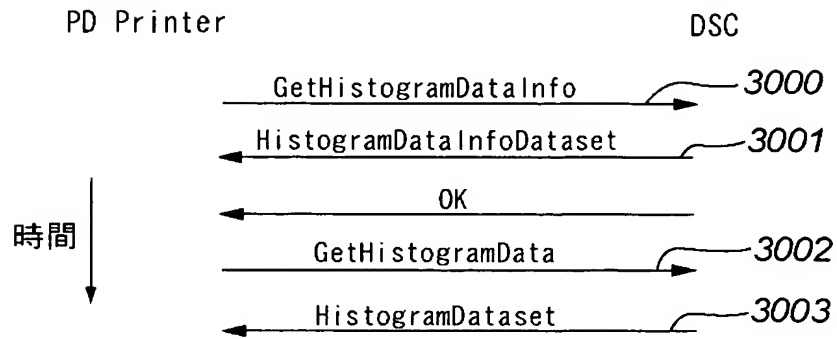 PD Printer DSC
GetHistogramDataInfo 3000
HistogramDataInfoDataset 3001
OK
時間
GetHistogramData 3002
HistogramDataset 3003